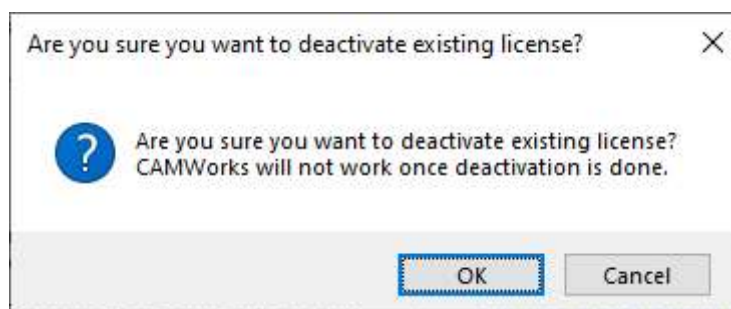 Are you sure you want to deactivate existing license?
Are you sure you want to deactivate existing license?
CAMWorks will not work once deactivation is done.
OK
Cancel